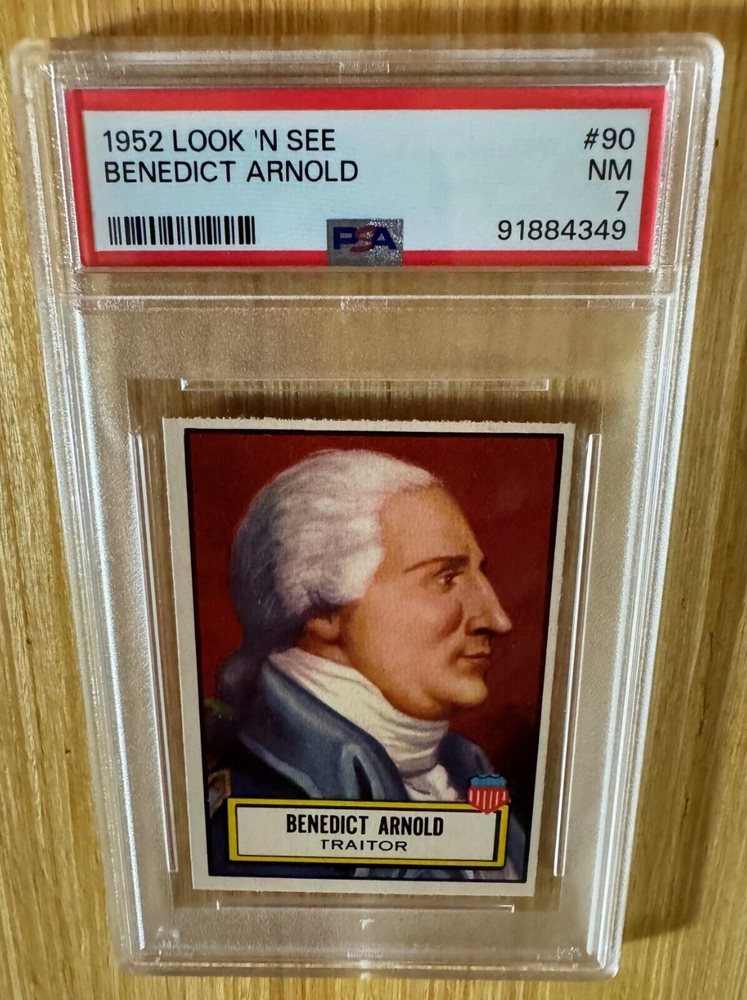 1952 LOOK 'N SEE #90
BENEDICT ARNOLD NM
7
PSA 91884349
BENEDICT ARNOLD
TRAITOR